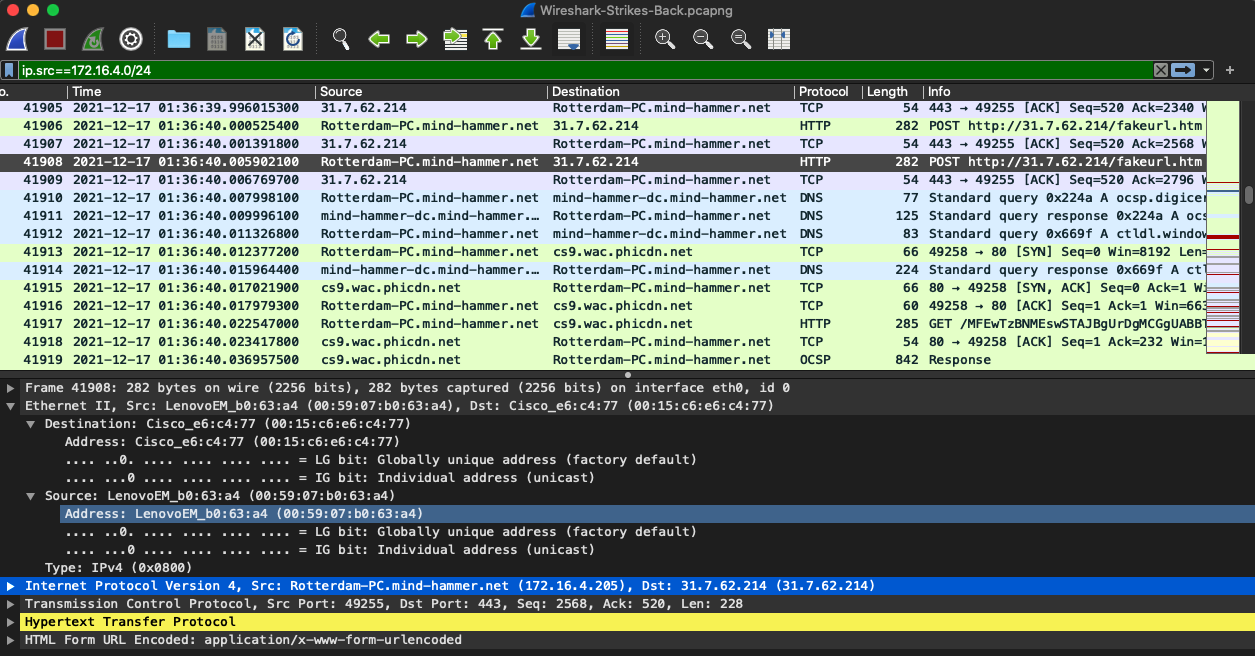 Wireshark-Strikes-Back.pcapng
ip.src==172.16.4.0/24
o. Time Source Destination Protocol Length Info
41905 2021-12-17 01:36:39.996015300 31.7.62.214 Rotterdam-PC.mind-hammer.net TCP 54 443 → 49255 [ACK] Seq=520 Ack=2340 W
41906 2021-12-17 01:36:40.000525400 Rotterdam-PC.mind-hammer.net 31.7.62.214 HTTP 282 POST http://31.7.62.214/fakeurl.htm
41907 2021-12-17 01:36:40.001391800 31.7.62.214 Rotterdam-PC.mind-hammer.net TCP 54 443 → 49255 [ACK] Seq=520 Ack=2568 W
41908 2021-12-17 01:36:40.005902100 Rotterdam-PC.mind-hammer.net 31.7.62.214 HTTP 282 POST http://31.7.62.214/fakeurl.htm
41909 2021-12-17 01:36:40.006769700 31.7.62.214 Rotterdam-PC.mind-hammer.net TCP 54 443 → 49255 [ACK] Seq=520 Ack=2796 W
41910 2021-12-17 01:36:40.007998100 Rotterdam-PC.mind-hammer.net mind-hammer-dc.mind-hammer.net DNS 77 Standard query 0x224a A ocsp.digicer
41911 2021-12-17 01:36:40.009996100 mind-hammer-dc.mind-hammer.… Rotterdam-PC.mind-hammer.net DNS 125 Standard query response 0x224a A ocs
41912 2021-12-17 01:36:40.011326800 Rotterdam-PC.mind-hammer.net mind-hammer-dc.mind-hammer.net DNS 83 Standard query 0x669f A ctldl.window
41913 2021-12-17 01:36:40.012377200 Rotterdam-PC.mind-hammer.net cs9.wac.phicdn.net TCP 66 49258 → 80 [SYN] Seq=0 Win=8192 Len=
41914 2021-12-17 01:36:40.015964400 mind-hammer-dc.mind-hammer.… Rotterdam-PC.mind-hammer.net DNS 224 Standard query response 0x669f A ctl
41915 2021-12-17 01:36:40.017021900 cs9.wac.phicdn.net Rotterdam-PC.mind-hammer.net TCP 66 80 → 49258 [SYN, ACK] Seq=0 Ack=1 Wi
41916 2021-12-17 01:36:40.017979300 Rotterdam-PC.mind-hammer.net cs9.wac.phicdn.net TCP 60 49258 → 80 [ACK] Seq=1 Ack=1 Win=663
41917 2021-12-17 01:36:40.022547000 Rotterdam-PC.mind-hammer.net cs9.wac.phicdn.net HTTP 285 GET /MFEwTzBNMEswSTAJBgUrDgMCGgUABBT
41918 2021-12-17 01:36:40.023417800 cs9.wac.phicdn.net Rotterdam-PC.mind-hammer.net TCP 54 80 → 49258 [ACK] Seq=1 Ack=232 Win=
41919 2021-12-17 01:36:40.036957500 cs9.wac.phicdn.net Rotterdam-PC.mind-hammer.net OCSP 842 Response
Frame 41908: 282 bytes on wire (2256 bits), 282 bytes captured (2256 bits) on interface eth0, id 0
Ethernet II, Src: LenovoEM_b0:63:a4 (00:59:07:b0:63:a4), Dst: Cisco_e6:c4:77 (00:15:c6:e6:c4:77)
Destination: Cisco_e6:c4:77 (00:15:c6:e6:c4:77)
Address: Cisco_e6:c4:77 (00:15:c6:e6:c4:77)
.... ..0. .... .... .... .... = LG bit: Globally unique address (factory default)
.... ...0 .... .... .... .... = IG bit: Individual address (unicast)
Source: LenovoEM_b0:63:a4 (00:59:07:b0:63:a4)
Address: LenovoEM_b0:63:a4 (00:59:07:b0:63:a4)
.... ..0. .... .... .... .... = LG bit: Globally unique address (factory default)
.... ...0 .... .... .... .... = IG bit: Individual address (unicast)
Type: IPv4 (0x0800)
Internet Protocol Version 4, Src: Rotterdam-PC.mind-hammer.net (172.16.4.205), Dst: 31.7.62.214 (31.7.62.214)
Transmission Control Protocol, Src Port: 49255, Dst Port: 443, Seq: 2568, Ack: 520, Len: 228
Hypertext Transfer Protocol
HTML Form URL Encoded: application/x-www-form-urlencoded